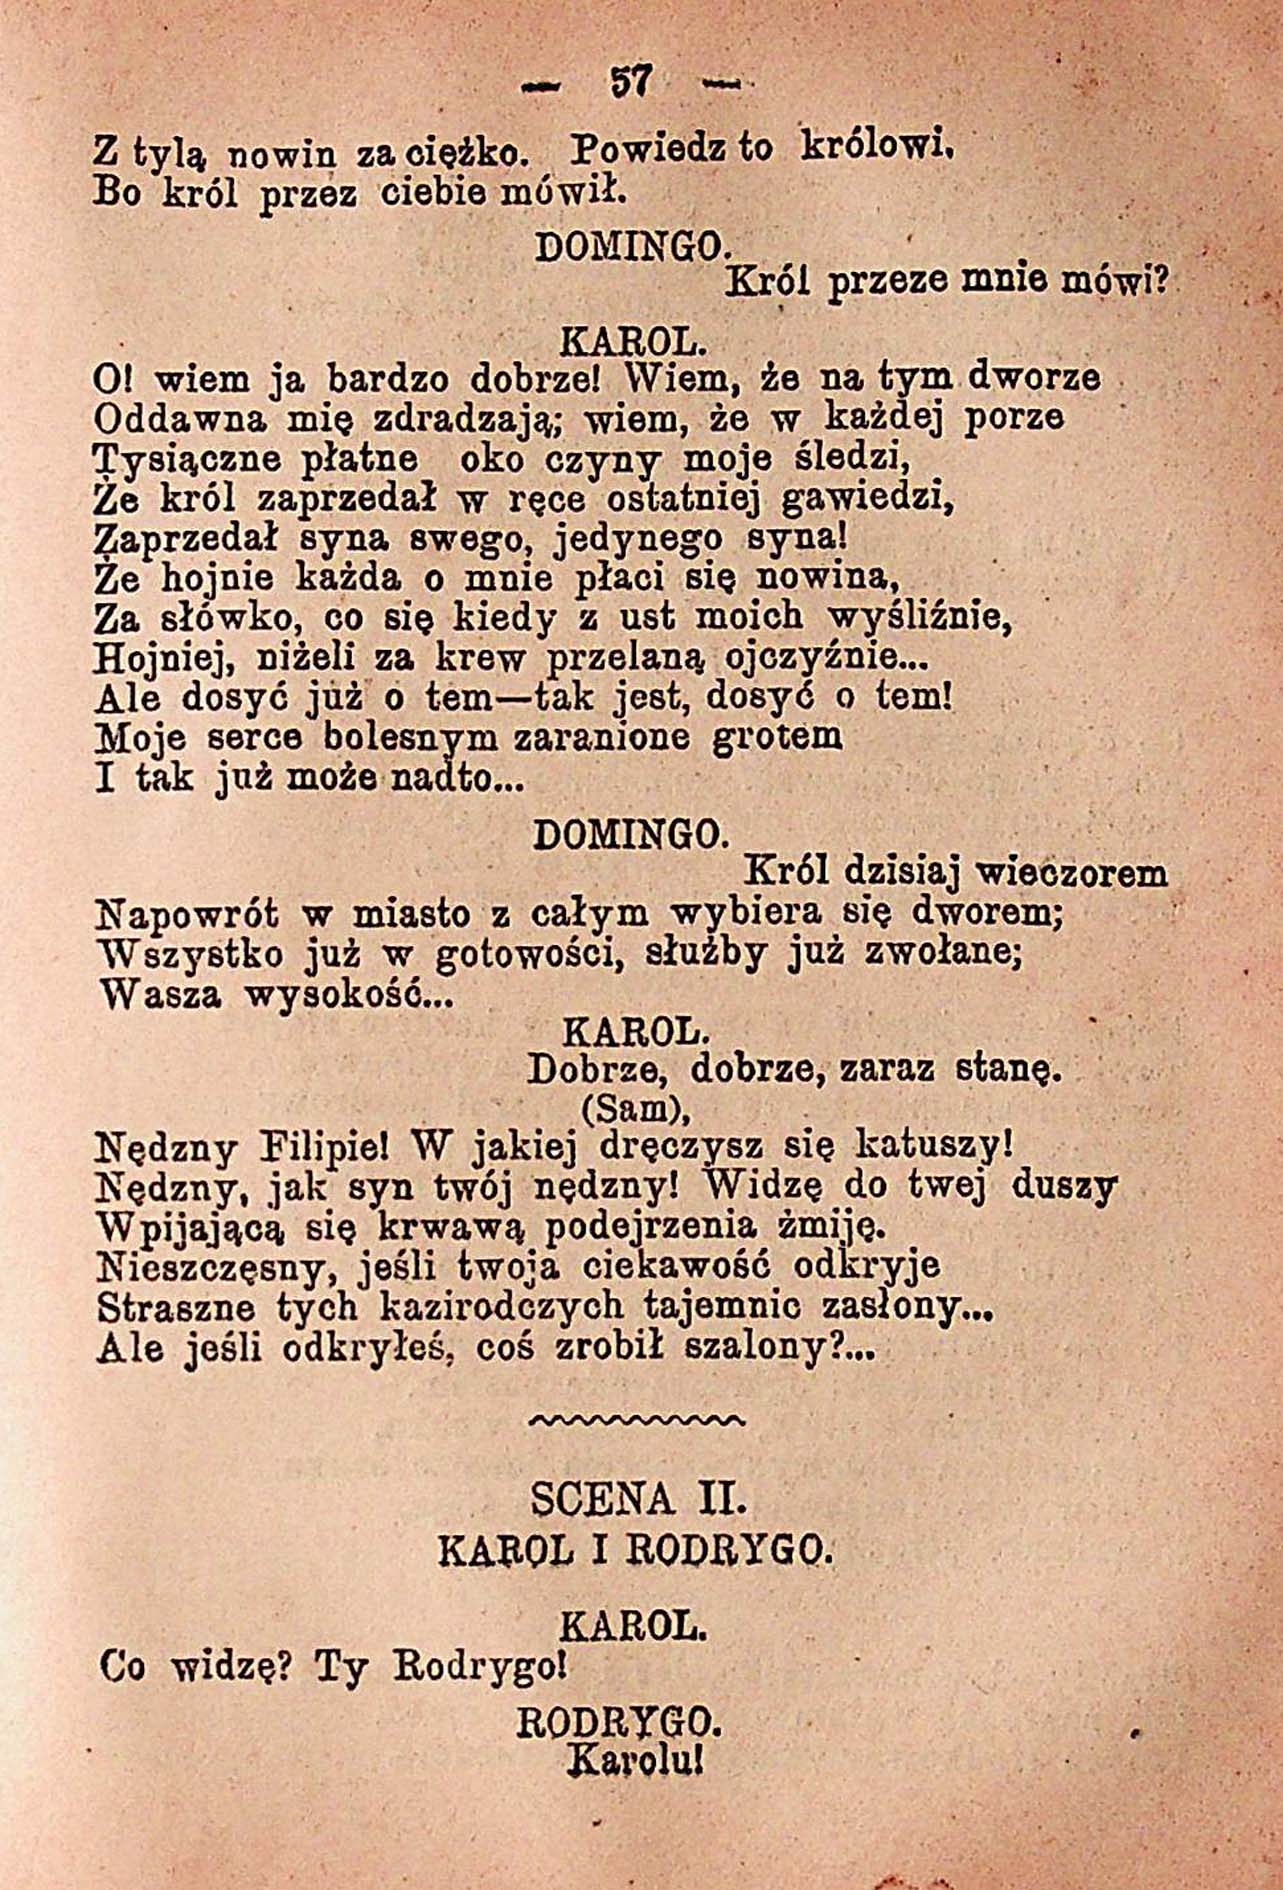 — 57 —
Z tylą nowin za ciężko. Powiedz to królowi,
Bo król przez ciebie mówił.
DOMINGO.
Król przeze mnie mówi?
KAROL.
O! wiem ja bardzo dobrze! Wiem, że na tym dworze
Oddawna mię zdradzają; wiem, że w każdej porze
Tysiączne płatne oko czyny moje śledzi,
Że król zaprzedał w ręce ostatniej gawiedzi,
Zaprzedał syna swego, jedynego syna!
Że hojnie każda o mnie płaci się nowina,
Za słówko, co się kiedy z ust moich wyśliźnie,
Hojniej, niżeli za krew przelaną ojczyźnie...
Ale dosyć już o tem—tak jest, dosyć o tem!
Moje serce bolesnym zaranione grotem
I tak już może nadto...
DOMINGO.
Król dzisiaj wieczorem
Napowrót w miasto z całym wybiera się dworem;
Wszystko już w gotowości, służby już zwołane;
Wasza wysokość...
KAROL.
Dobrze, dobrze, zaraz stanę.
(Sam),
Nędzny Filipie! W jakiej dręczysz się katuszy!
Nędzny, jak syn twój nędzny! Widzę do twej duszy
Wpijającą się krwawą podejrzenia żmiję.
Nieszczęsny, jeśli twoja ciekawość odkryje
Straszne tych kazirodczych tajemnic zasłony...
Ale jeśli odkryłeś, coś zrobił szalony?...
SCENA II.
KAROL I RODRYGO.
KAROL.
Co widzę? Ty Rodrygo!
RODRYGO.
Karolu!